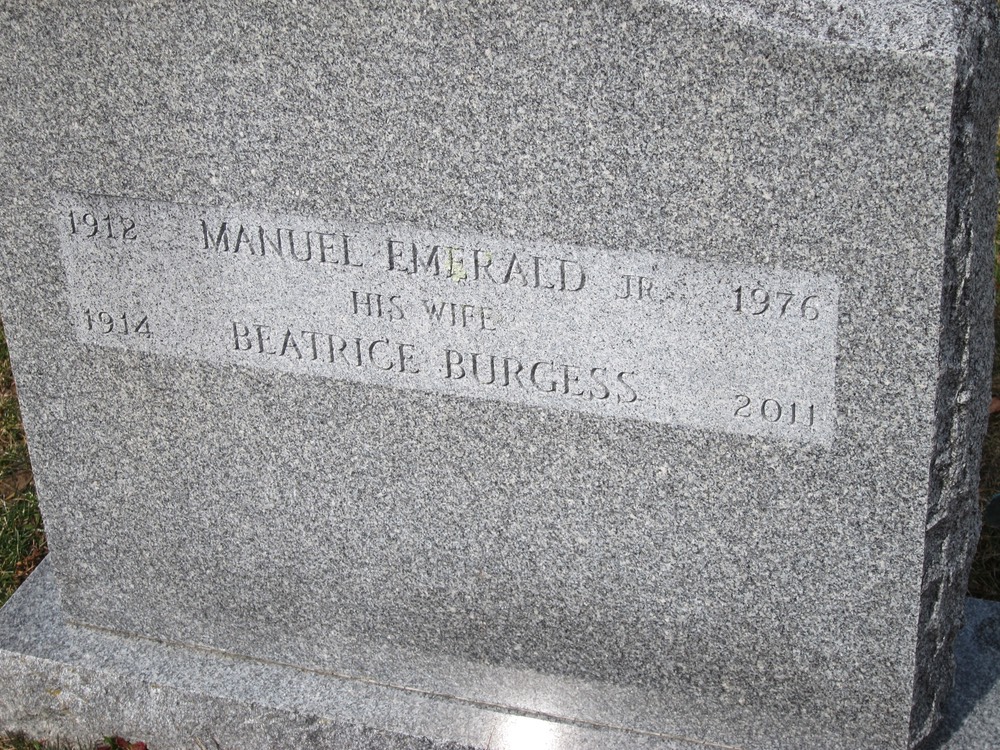 1912 MANUEL EMERALD JR. 1976
HIS WIFE
1914 BEATRICE BURGESS 2011